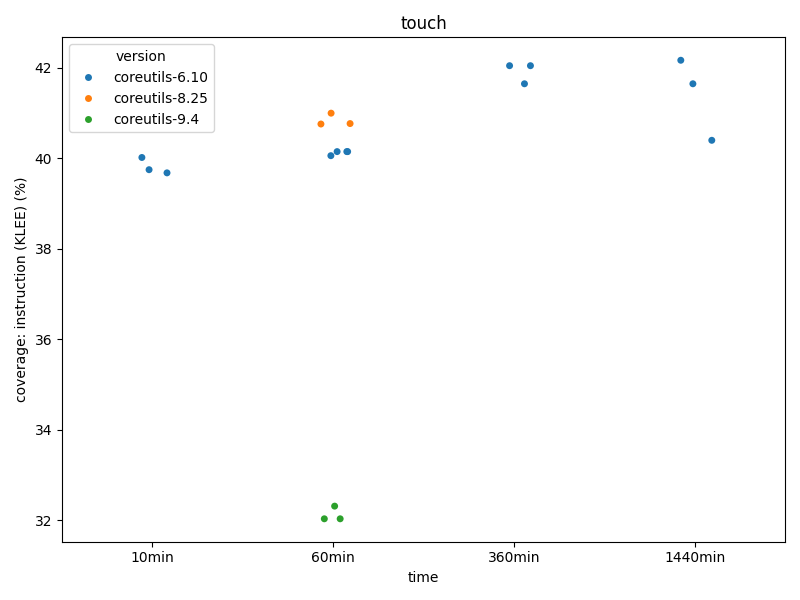 touch
version
coreutils-6.10
coreutils-8.25
coreutils-9.4
coverage: instruction (KLEE) (%)
42
40
38
36
34
32
10min
60min
360min
1440min
time